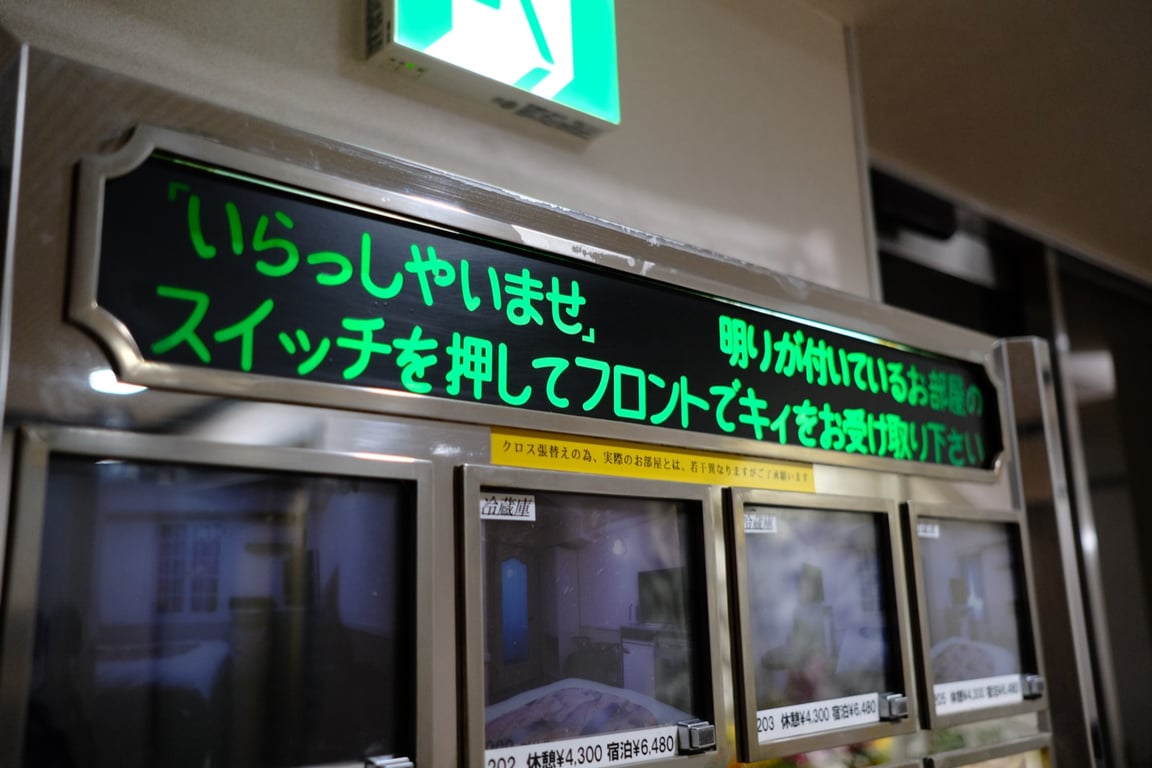 「いらっしゃいませ」 明りが付いているお部屋の
スイッチを押してフロントでキィをお受け取り下さい
クロス張替えの為、実際のお部屋とは、若干異なりますがご了承願います
冷蔵庫
冷蔵庫
202 休憩¥4,300 宿泊¥6,480
203 休憩¥4,300 宿泊¥6,480
205 休憩¥4,300 宿泊¥6,480